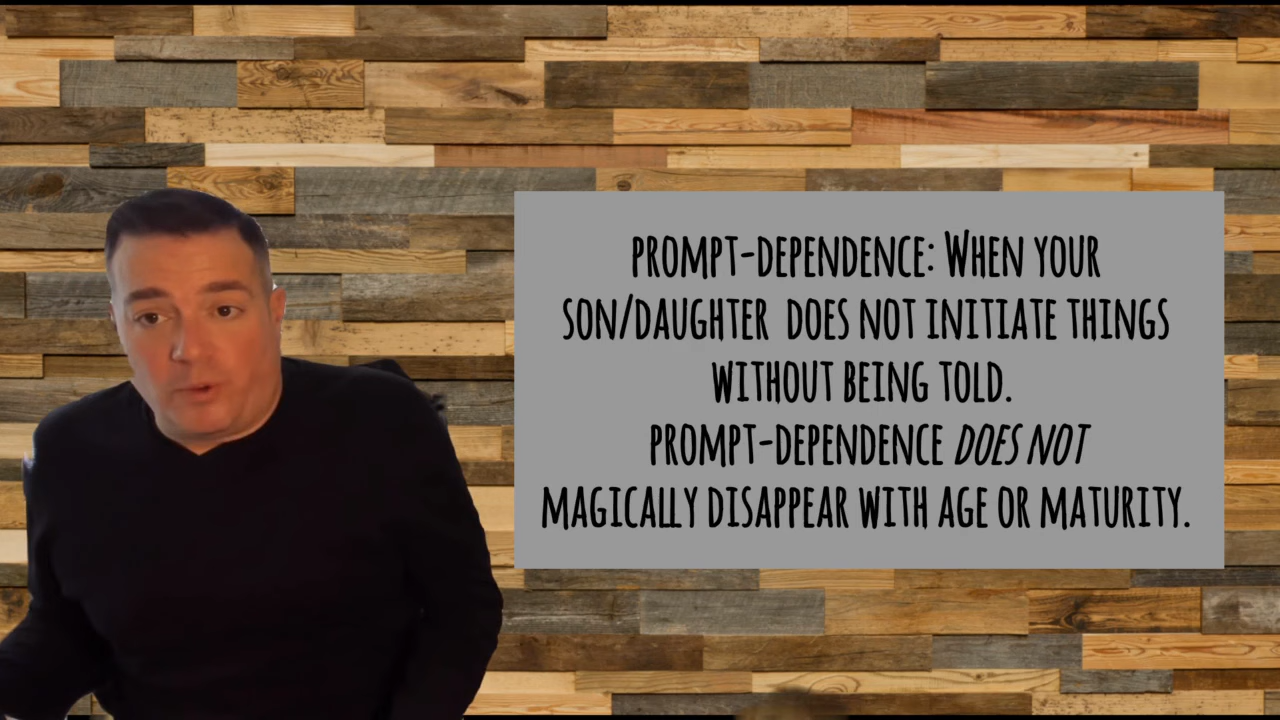 PROMPT-DEPENDENCE: WHEN YOUR
SON/DAUGHTER DOES NOT INITIATE THINGS
WITHOUT BEING TOLD.
PROMPT-DEPENDENCE DOES NOT
MAGICALLY DISAPPEAR WITH AGE OR MATURITY.